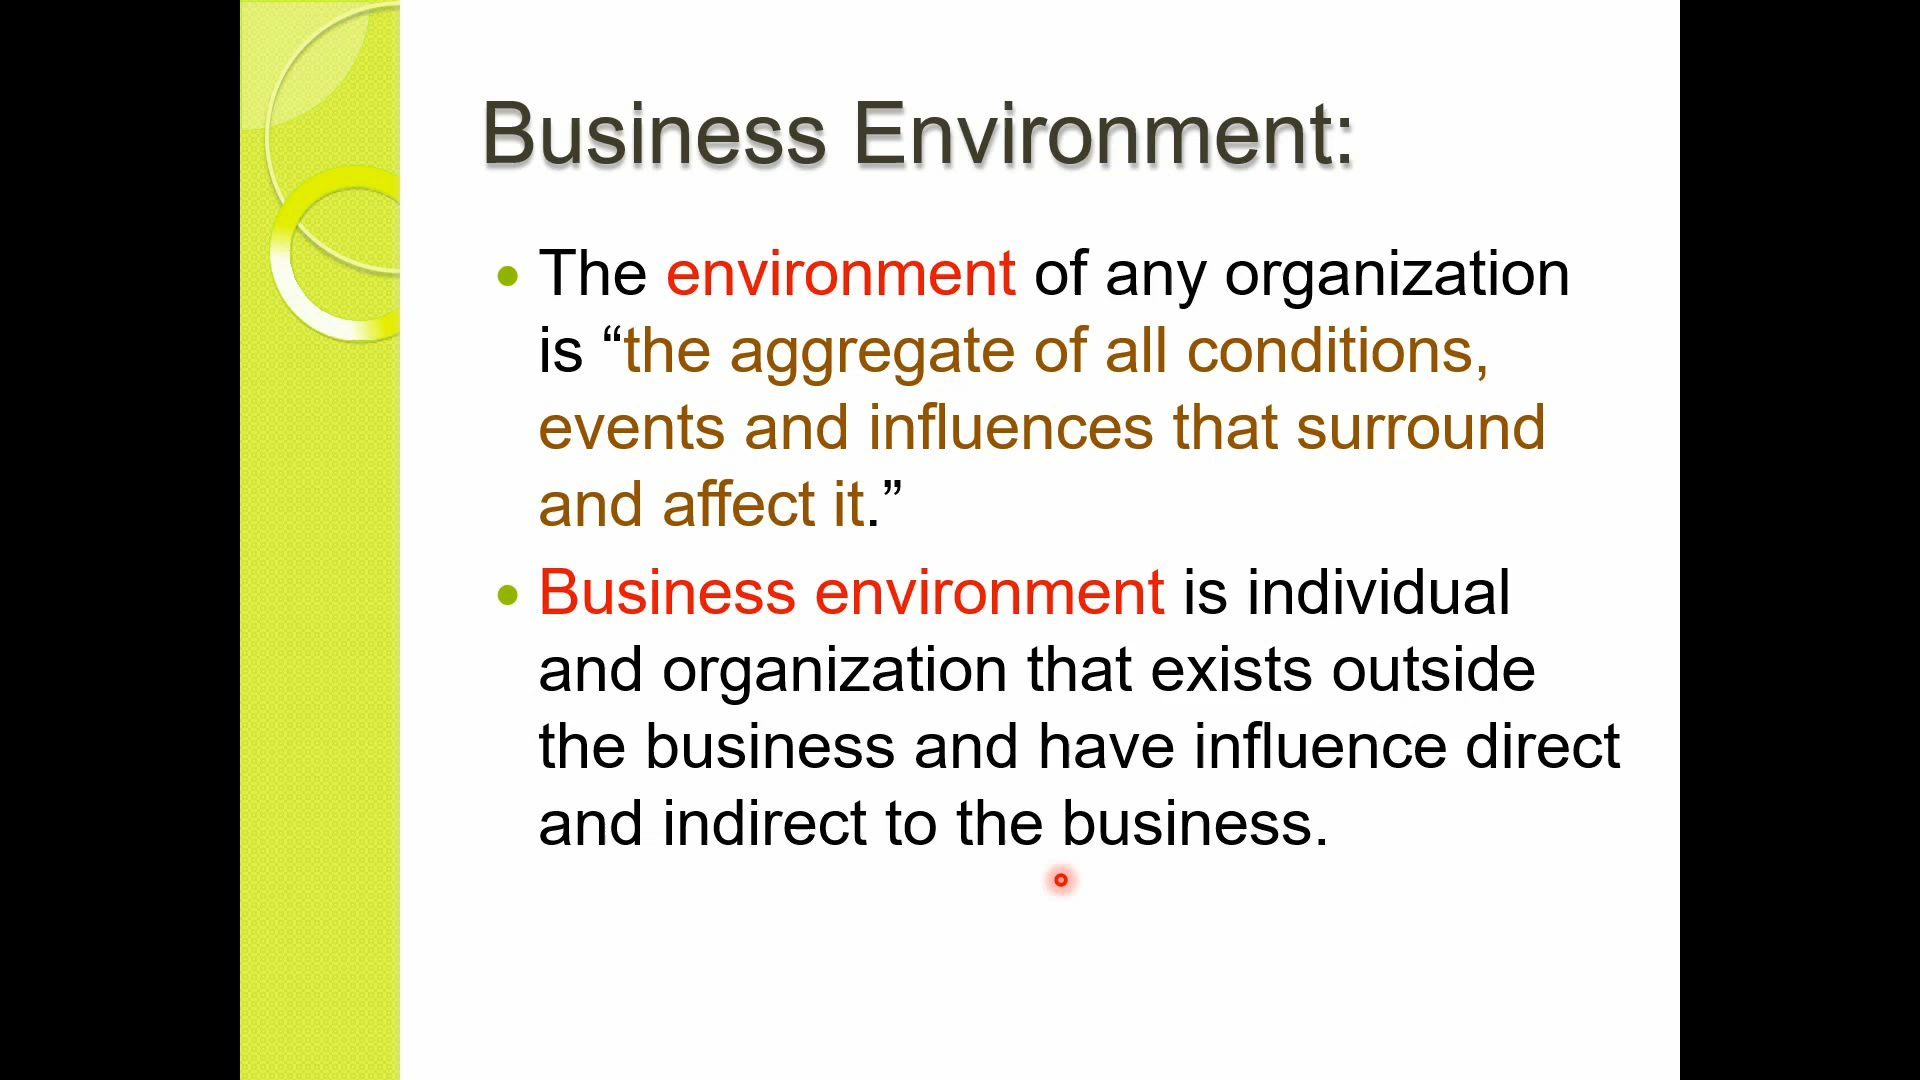 Business Environment:
• The environment of any organization
is “the aggregate of all conditions,
events and influences that surround
and affect it.”
• Business environment is individual
and organization that exists outside
the business and have influence direct
and indirect to the business.